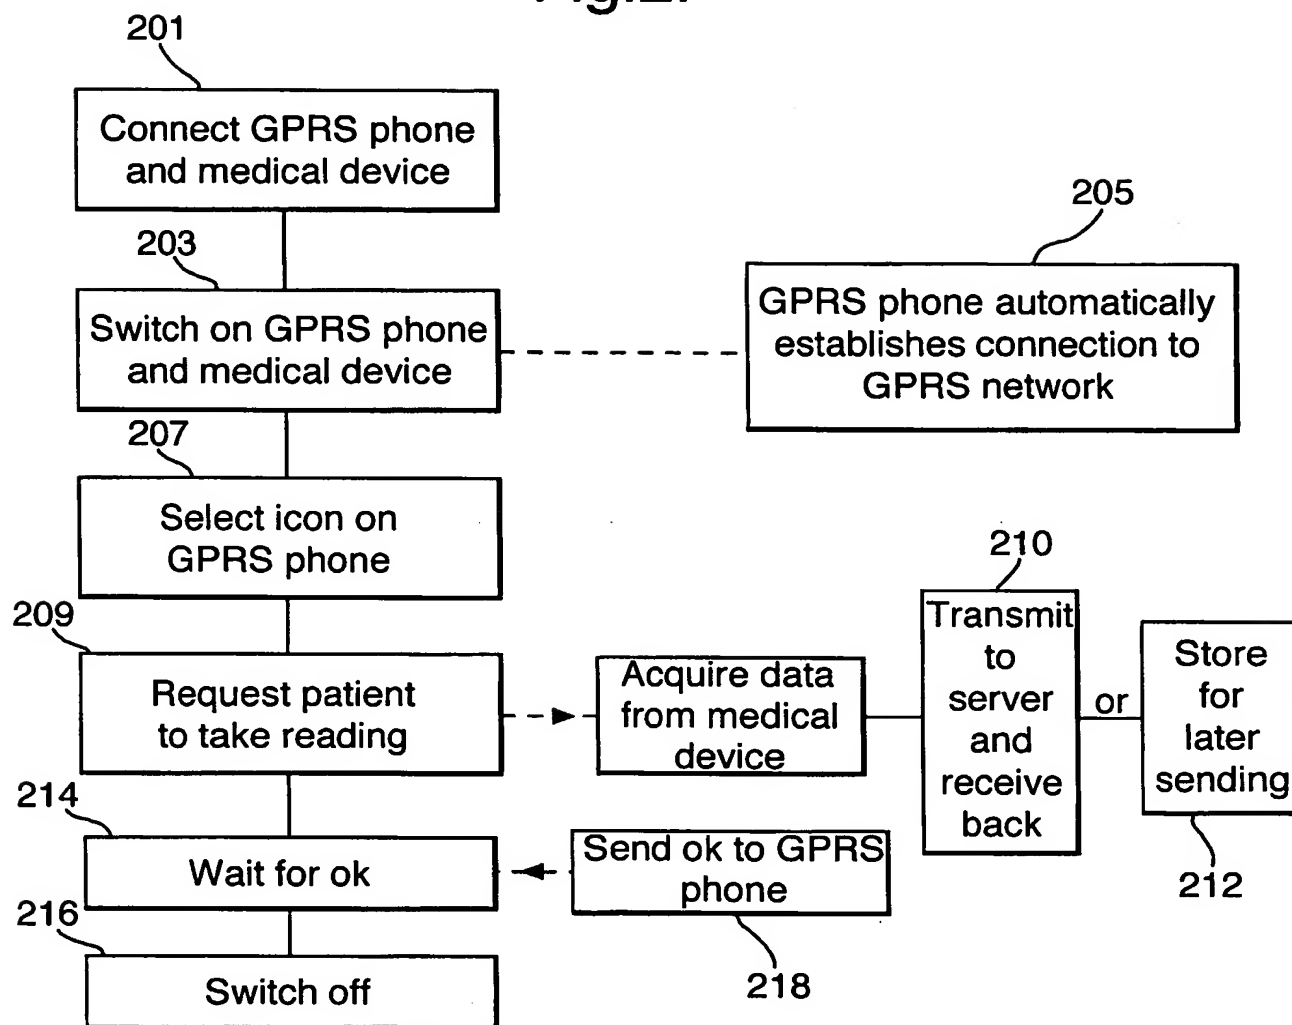 201
Connect GPRS phone
and medical device
203
Switch on GPRS phone
and medical device
205
GPRS phone automatically
establishes connection to
GPRS network
207
Select icon on
GPRS phone
209
Request patient
to take reading
Acquire data
from medical
device
210
Transmit
to
server
and
receive
back
or
Store
for
later
sending
212
214
Wait for ok
Send ok to GPRS
phone
218
216
Switch off